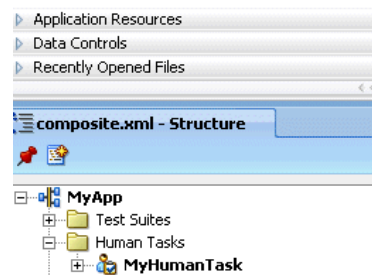 Application Resources
Data Controls
Recently Opened Files
composite.xml - Structure
MyApp
Test Suites
Human Tasks
MyHumanTask